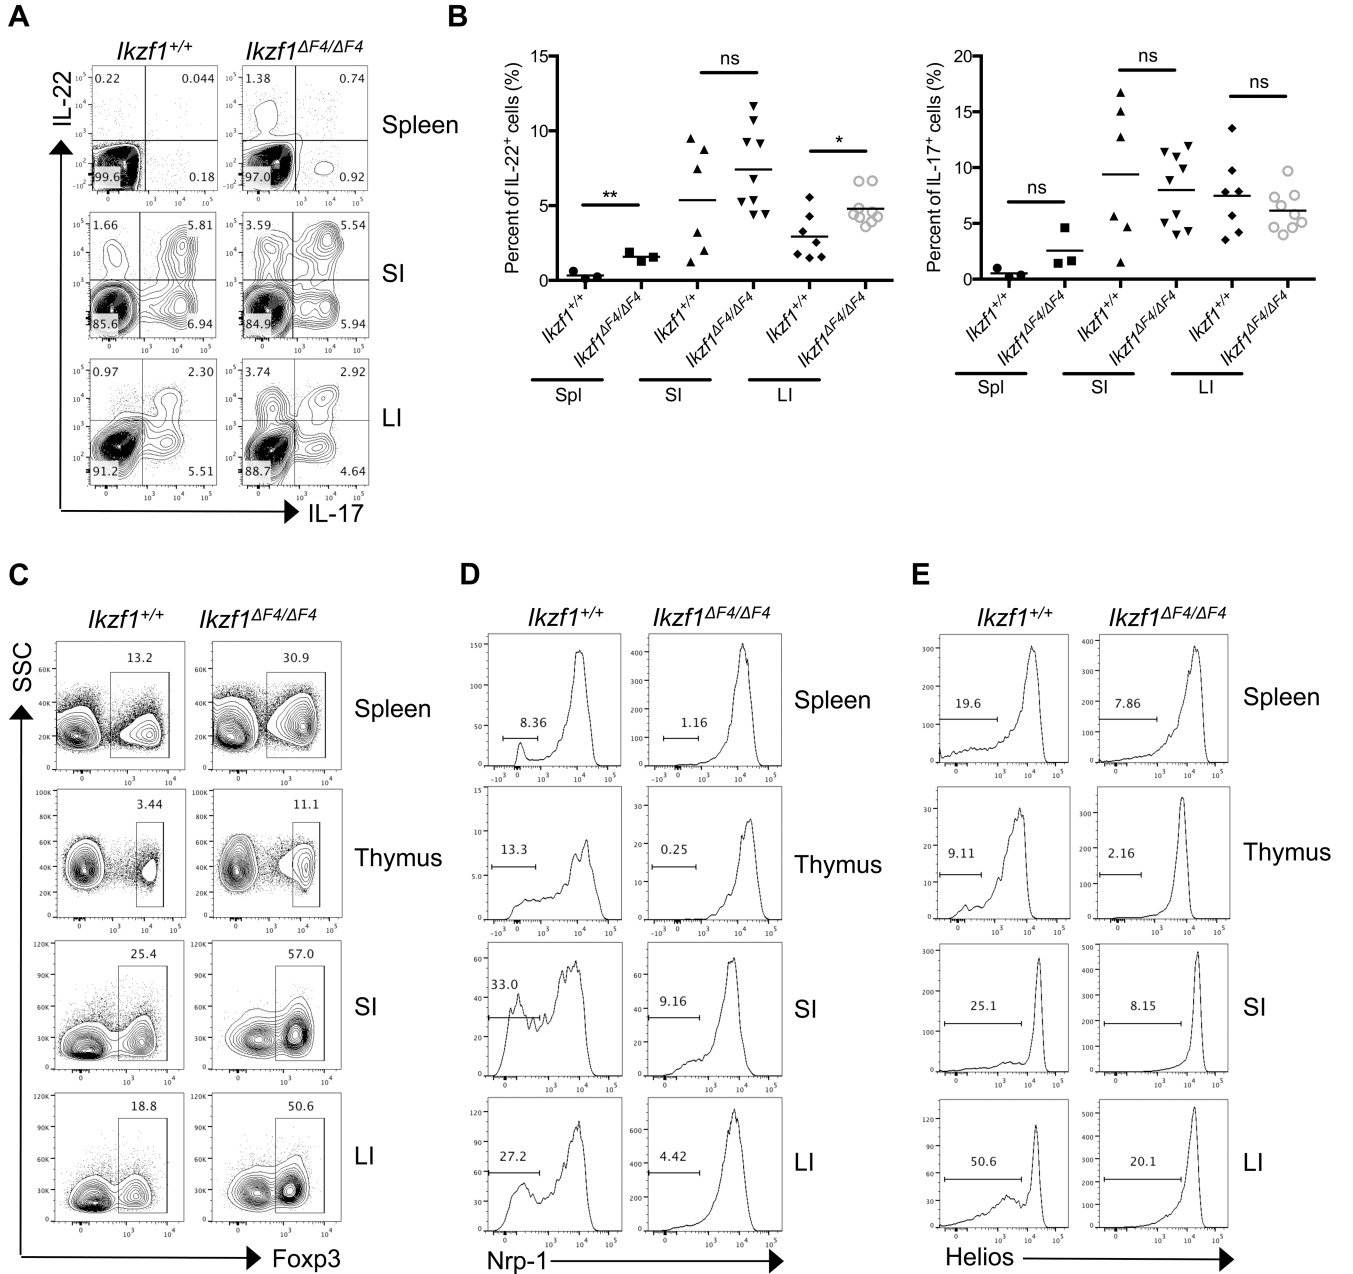 A
Ikzf1+/+
Ikzf1ΔF4/ΔF4
IL-22
0.22
0.044
1.38
0.74
99.6
0.18
97.0
0.92
Spleen
1.66
5.81
3.59
5.54
85.6
6.94
84.9
5.94
SI
0.97
2.30
3.74
2.92
91.2
5.51
88.7
4.64
LI
IL-17
B
Percent of IL-22+ cells (%)
15
10
5
0
**
ns
*
Ikzf1+/+
Ikzf1ΔF4/ΔF4
Ikzf1+/+
Ikzf1ΔF4/ΔF4
Ikzf1+/+
Ikzf1ΔF4/ΔF4
Spl
SI
LI
Percent of IL-17+ cells (%)
20
15
10
5
0
ns
ns
ns
Ikzf1+/+
Ikzf1ΔF4/ΔF4
Ikzf1+/+
Ikzf1ΔF4/ΔF4
Ikzf1+/+
Ikzf1ΔF4/ΔF4
Spl
SI
LI
C
Ikzf1+/+
Ikzf1ΔF4/ΔF4
SSC
13.2
30.9
Spleen
3.44
11.1
Thymus
25.4
57.0
SI
18.8
50.6
LI
Foxp3
D
Ikzf1+/+
Ikzf1ΔF4/ΔF4
8.36
1.16
Spleen
13.3
0.25
Thymus
33.0
9.16
SI
27.2
4.42
LI
Nrp-1
E
Ikzf1+/+
Ikzf1ΔF4/ΔF4
19.6
7.86
Spleen
9.11
2.16
Thymus
25.1
8.15
SI
50.6
20.1
LI
Helios